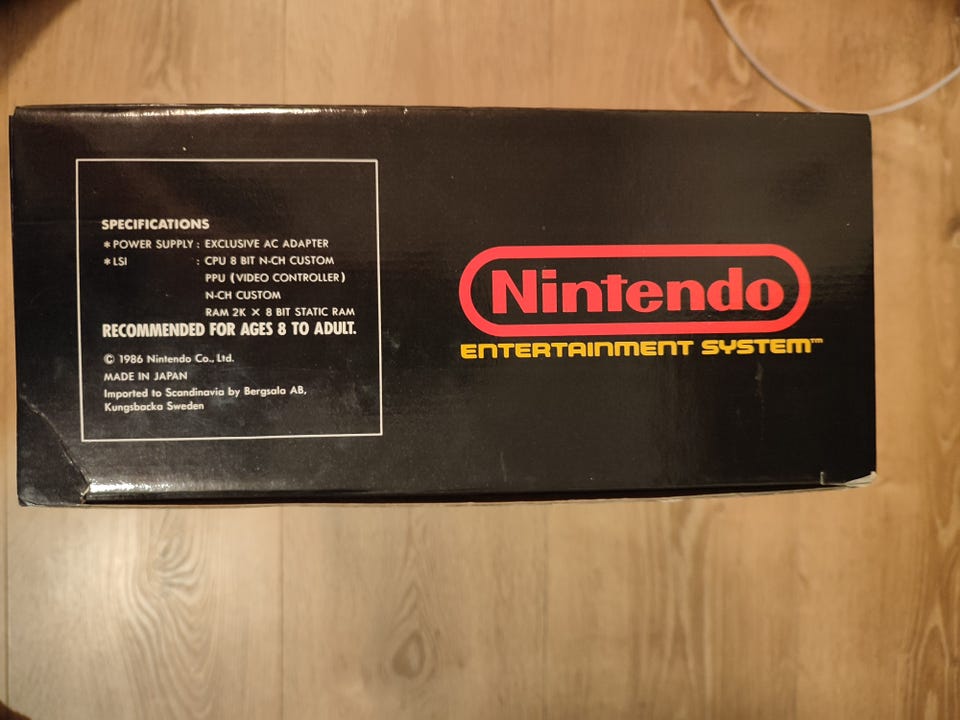 SPECIFICATIONS
*POWER SUPPLY : EXCLUSIVE AC ADAPTER
*LSI : CPU 8 BIT N-CH CUSTOM
PPU (VIDEO CONTROLLER)
N-CH CUSTOM
RAM 2K × 8 BIT STATIC RAM
RECOMMENDED FOR AGES 8 TO ADULT.
© 1986 Nintendo Co., Ltd.
MADE IN JAPAN
Imported to Scandinavia by Bergsala AB,
Kungsbacka Sweden
Nintendo
ENTERTAINMENT SYSTEM™